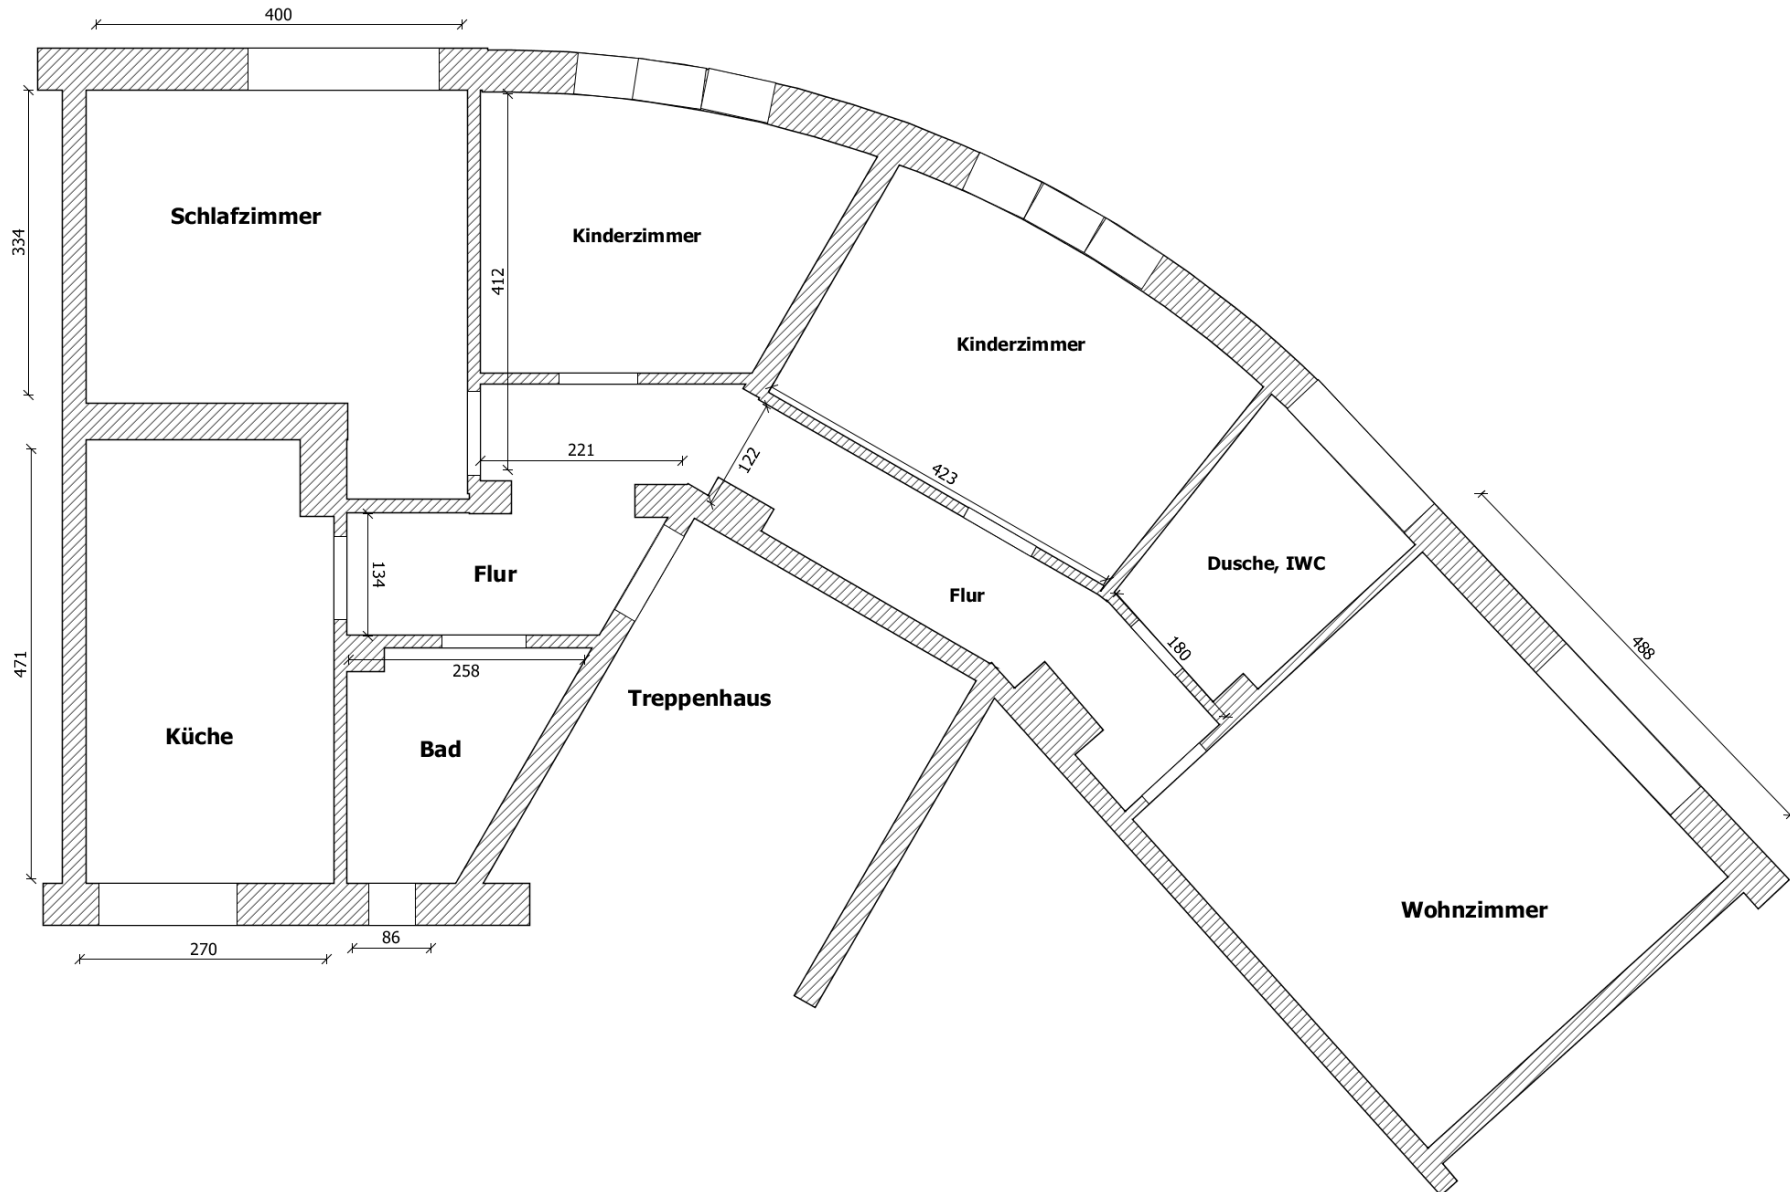 400
334
Schlafzimmer
Kinderzimmer
412
Kinderzimmer
221
122
423
471
134
Flur
258
Küche
Bad
Treppenhaus
Flur
Dusche, IWC
180
488
Wohnzimmer
270
86